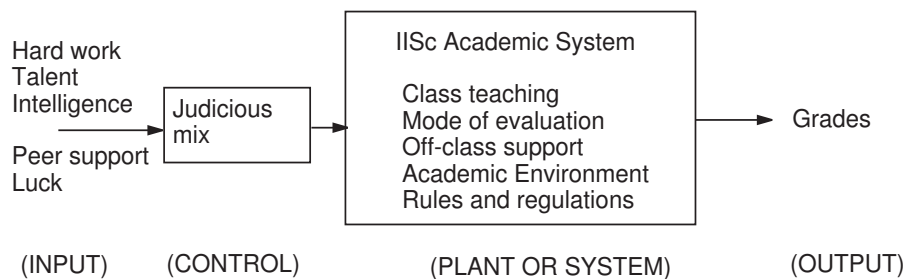 Hard work
Talent
Intelligence
Peer support
Luck
Judicious
mix
IISc Academic System
Class teaching
Mode of evaluation
Off-class support
Academic Environment
Rules and regulations
Grades
(INPUT)
(CONTROL)
(PLANT OR SYSTEM)
(OUTPUT)